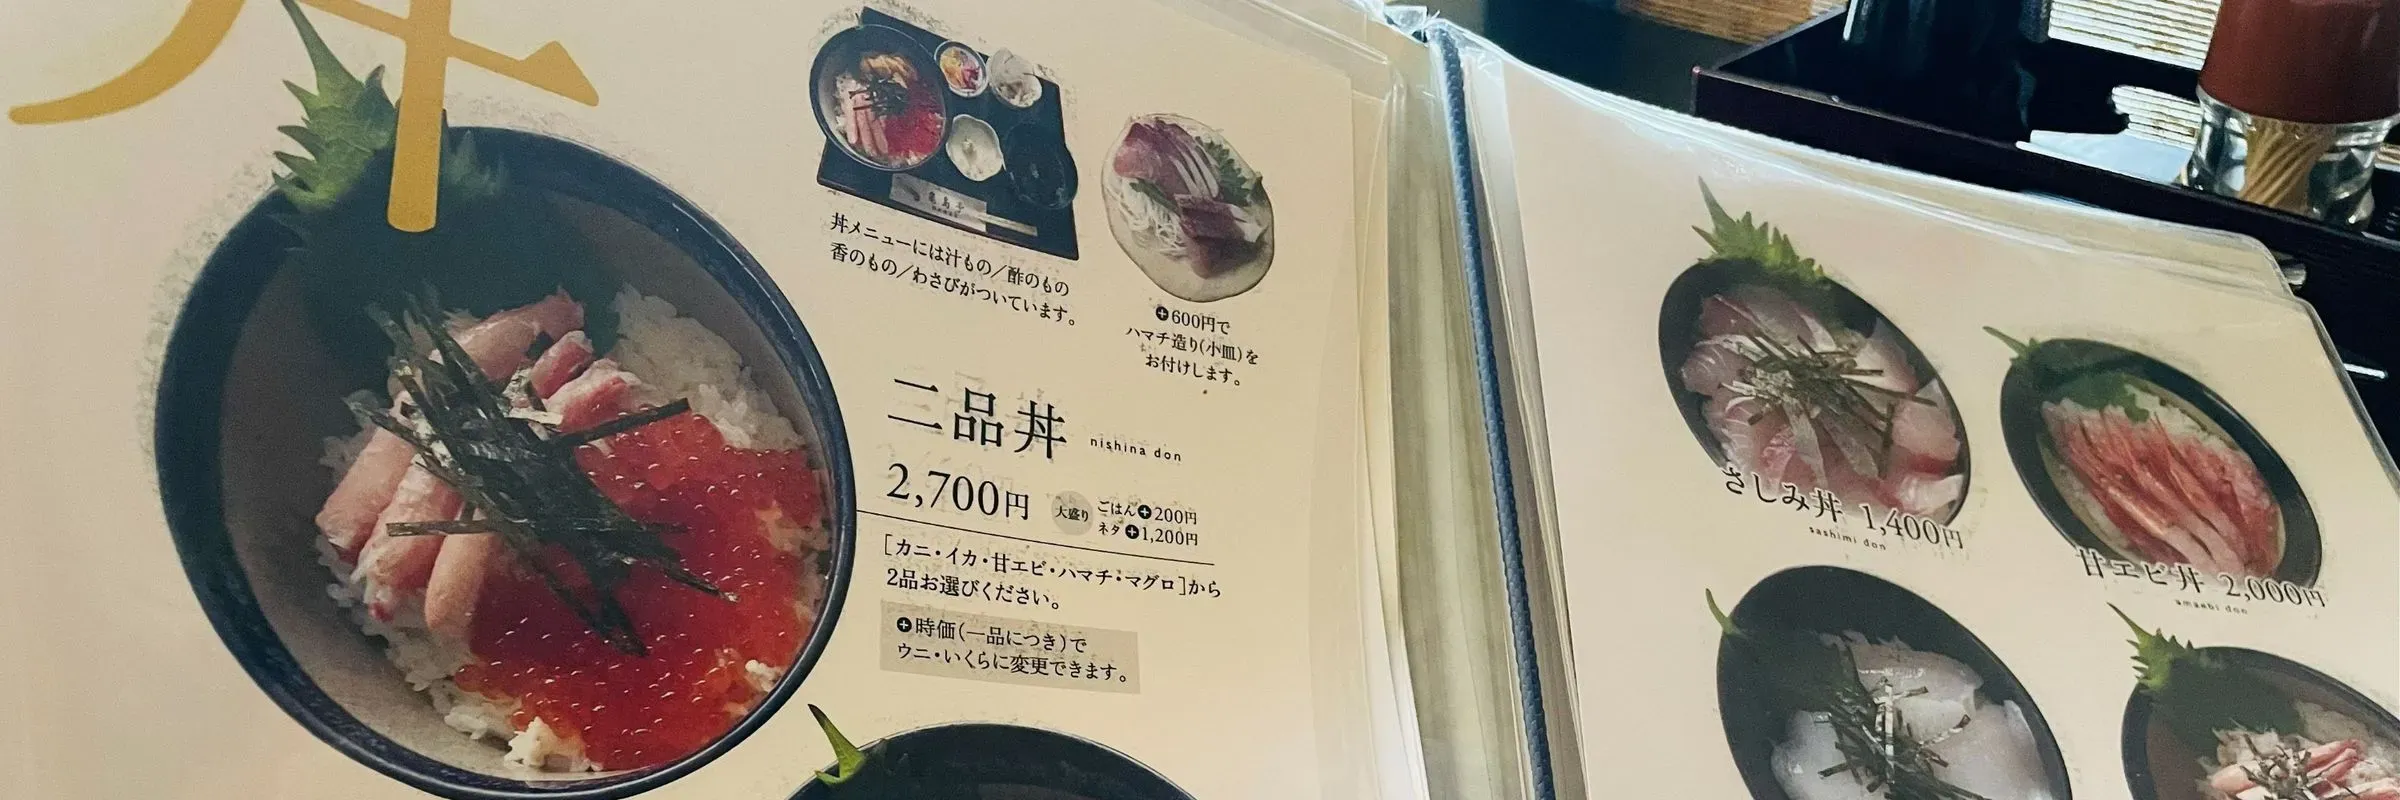 丼
亀島亭
丼メニューには汁もの／酢のもの
香のもの／わさびがついています。
+600円で
ハマチ造り(小皿)を
お付けします。
二品丼 nishina don
2,700円 大盛り ごはん+200円
ネタ+1,200円
[カニ・イカ・甘エビ・ハマチ・マグロ]から
2品お選びください。
+時価(一品につき)で
ウニ・いくらに変更できます。
さしみ丼 1,400円
sashimi don
甘エビ丼 2,000円
amaebi don